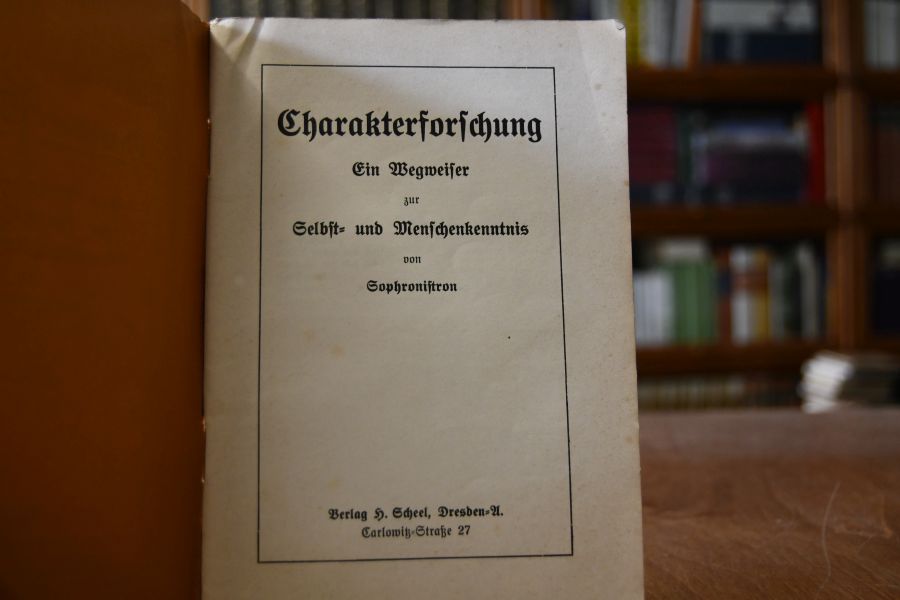 Charakterforschung
Ein Wegweiser
zur
Selbst- und Menschenkenntnis
von
Sophronistron
Verlag H. Scheel, Dresden-A.
Carlowitz-Straße 27